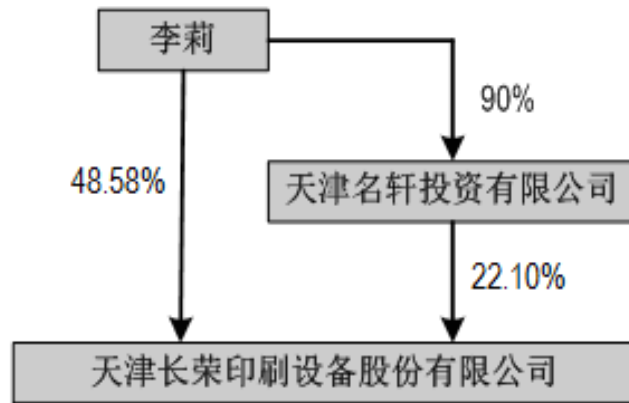 李莉
90%
48.58%
天津名轩投资有限公司
22.10%
天津长荣印刷设备股份有限公司